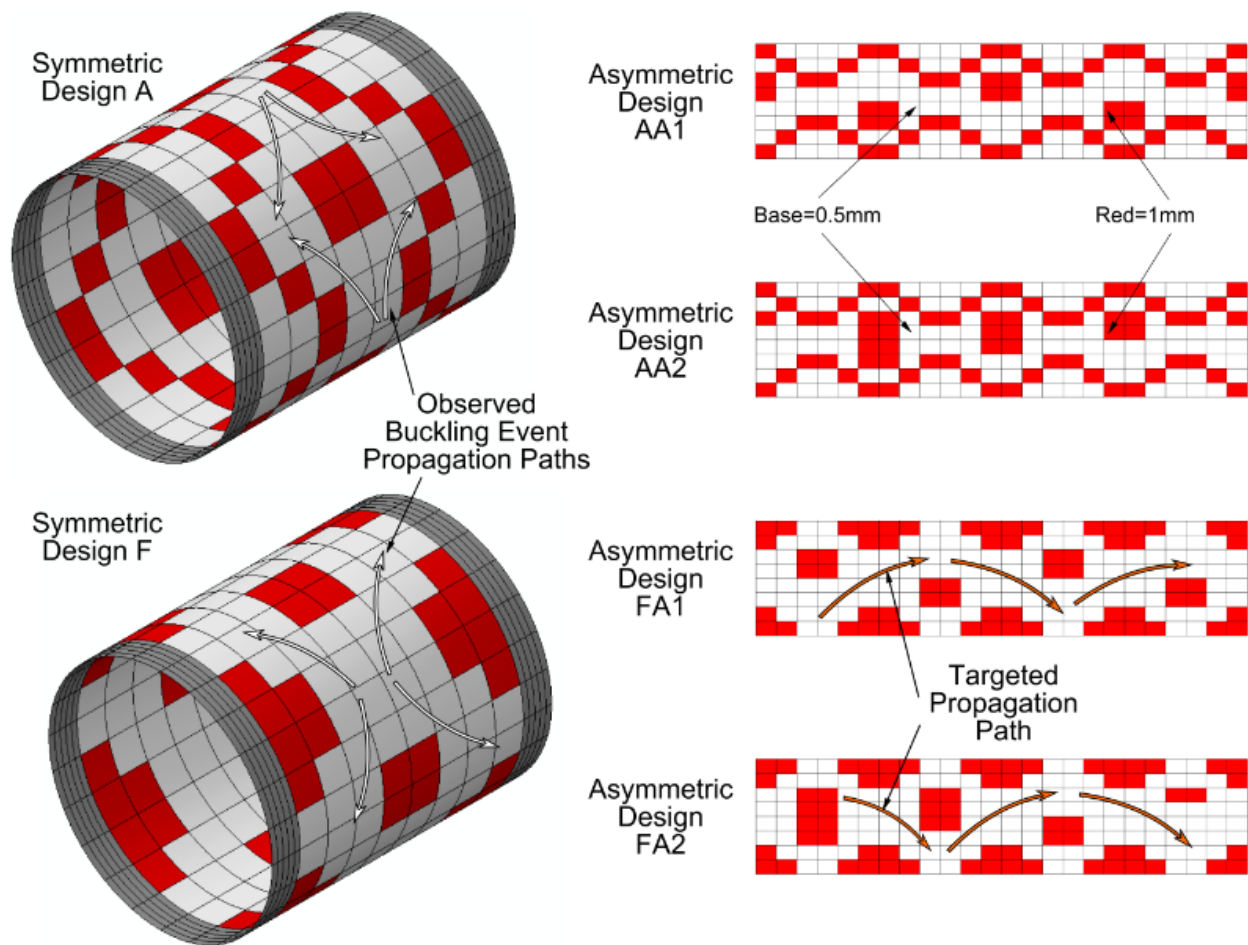 Symmetric
Design A
Asymmetric
Design
AA1
Base=0.5mm
Red=1mm
Asymmetric
Design
AA2
Observed
Buckling Event
Propagation Paths
Symmetric
Design F
Asymmetric
Design
FA1
Targeted
Propagation
Path
Asymmetric
Design
FA2